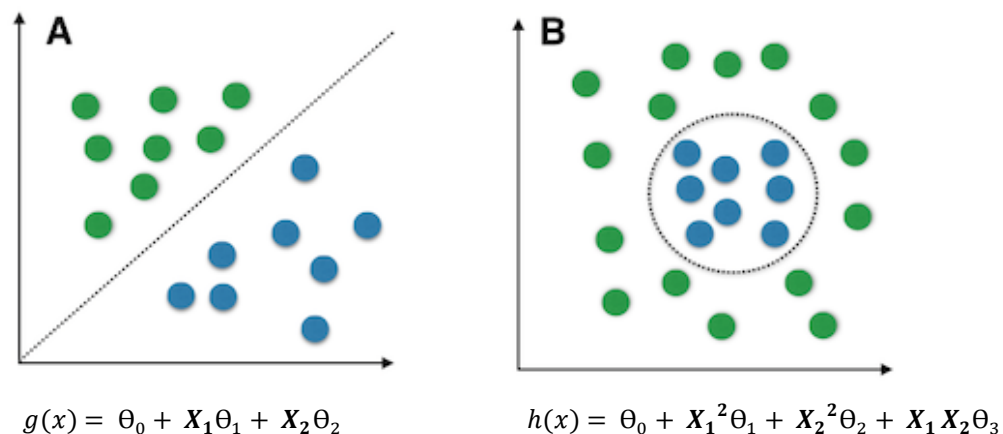 A
B
g(x) = θ₀ + X₁θ₁ + X₂θ₂
h(x) = θ₀ + X₁²θ₁ + X₂²θ₂ + X₁X₂θ₃